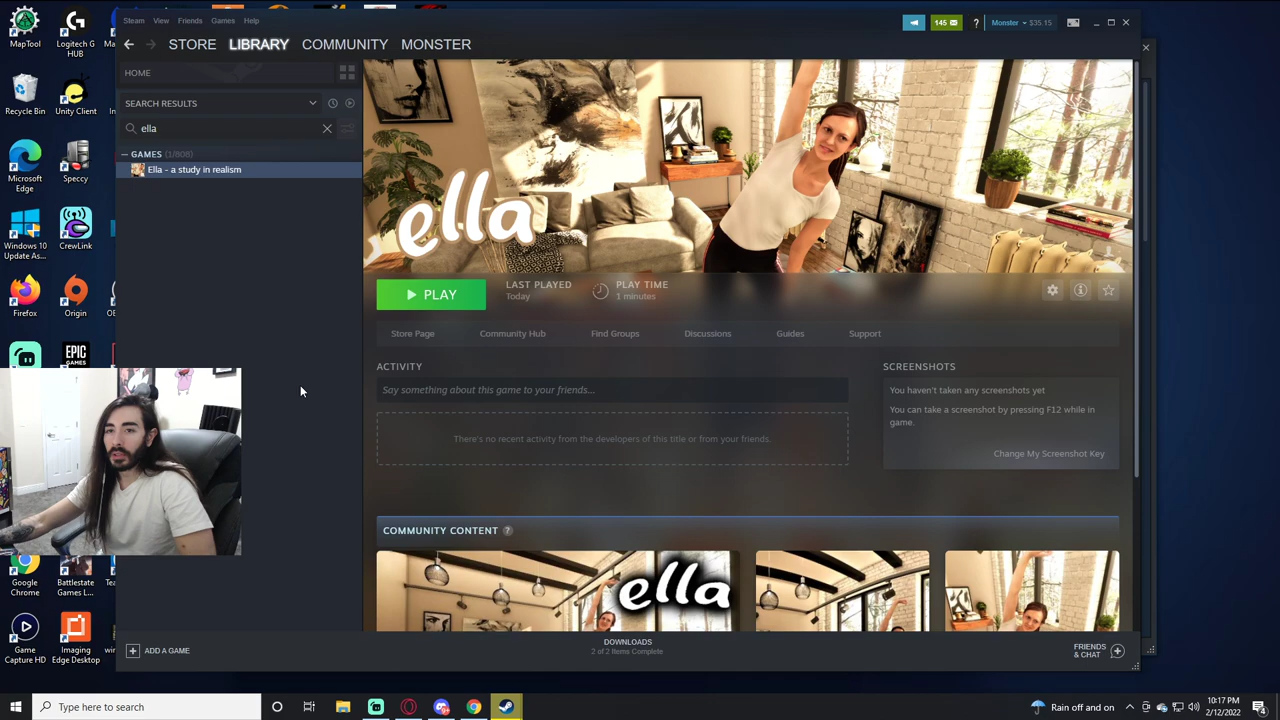 MapTool
Logitech G HUB
Recycle Bin
Unity Client
Microsoft Edge
Speccy
Windows 10 Update As...
CrewLink
Firefox
Origin
EPIC GAMES
Google Chrome
Battlestate Games L...
Game Capture HD
Imaging Edge Desktop
Steam View Friends Games Help
145
?
Monster $35.15
STORE LIBRARY COMMUNITY MONSTER
HOME
SEARCH RESULTS
ella
GAMES (1/808)
Ella - a study in realism
ella
PLAY
LAST PLAYED
Today
PLAY TIME
1 minutes
Store Page Community Hub Find Groups Discussions Guides Support
ACTIVITY
Say something about this game to your friends...
There's no recent activity from the developers of this title or from your friends.
SCREENSHOTS
You haven't taken any screenshots yet
You can take a screenshot by pressing F12 while in game.
Change My Screenshot Key
COMMUNITY CONTENT ?
ella
ADD A GAME
DOWNLOADS
2 of 2 Items Complete
FRIENDS & CHAT
Type here to search
Rain off and on
10:17 PM
2/12/2022
4